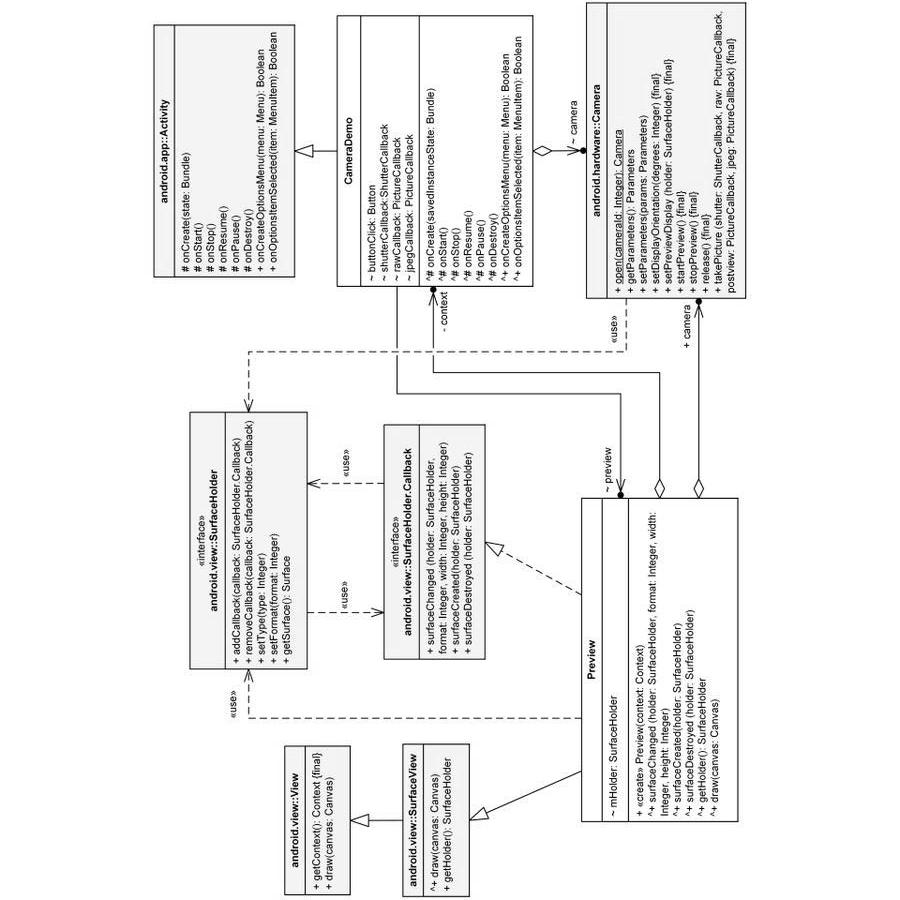 android.view::View
+ getContext(): Context {final}
+ draw(canvas: Canvas)
android.view::SurfaceView
^+ draw(canvas: Canvas)
+ getHolder(): SurfaceHolder
«use»
«interface»
android.view::SurfaceHolder
+ addCallback(callback: SurfaceHolder.Callback)
+ removeCallback(callback: SurfaceHolder.Callback)
+ setType(type: Integer)
+ setFormat(format: Integer)
+ getSurface(): Surface
«use»
«use»
«interface»
android.view::SurfaceHolder.Callback
+ surfaceChanged (holder: SurfaceHolder,
format: Integer, width: Integer, height: Integer)
+ surfaceCreated(holder: SurfaceHolder)
+ surfaceDestroyed (holder: SurfaceHolder)
Preview
~ mHolder: SurfaceHolder
+ «create» Preview(context: Context)
^+ surfaceChanged (holder: SurfaceHolder, format: Integer, width:
Integer, height: Integer)
^+ surfaceCreated(holder: SurfaceHolder)
^+ surfaceDestroyed (holder: SurfaceHolder)
^+ getHolder(): SurfaceHolder
^+ draw(canvas: Canvas)
~ preview
- context
«use»
+ camera
android.app::Activity
# onCreate(state: Bundle)
# onStart()
# onStop()
# onResume()
# onPause()
# onDestroy()
+ onCreateOptionsMenu(menu: Menu): Boolean
+ onOptionsItemSelected(item: MenuItem): Boolean
CameraDemo
~ buttonClick: Button
~ shutterCallback:ShutterCallback
~ rawCallback: PictureCallback
~ jpegCallback: PictureCallback
^# onCreate(savedInstanceState: Bundle)
^# onStart()
^# onStop()
^# onResume()
^# onPause()
^# onDestroy()
^+ onCreateOptionsMenu(menu: Menu): Boolean
^+ onOptionsItemSelected(item: MenuItem): Boolean
~ camera
android.hardware::Camera
+ open(cameraId: Integer): Camera
+ getParameters(): Parameters
+ setParameters(params: Parameters)
+ setDisplayOrientation(degrees: Integer) {final}
+ setPreviewDisplay (holder: SurfaceHolder) {final}
+ startPreview() {final}
+ stopPreview() {final}
+ release() {final}
+ takePicture (shutter: ShutterCallback, raw: PictureCallback,
postview: PictureCallback, jpeg: PictureCallback) {final}